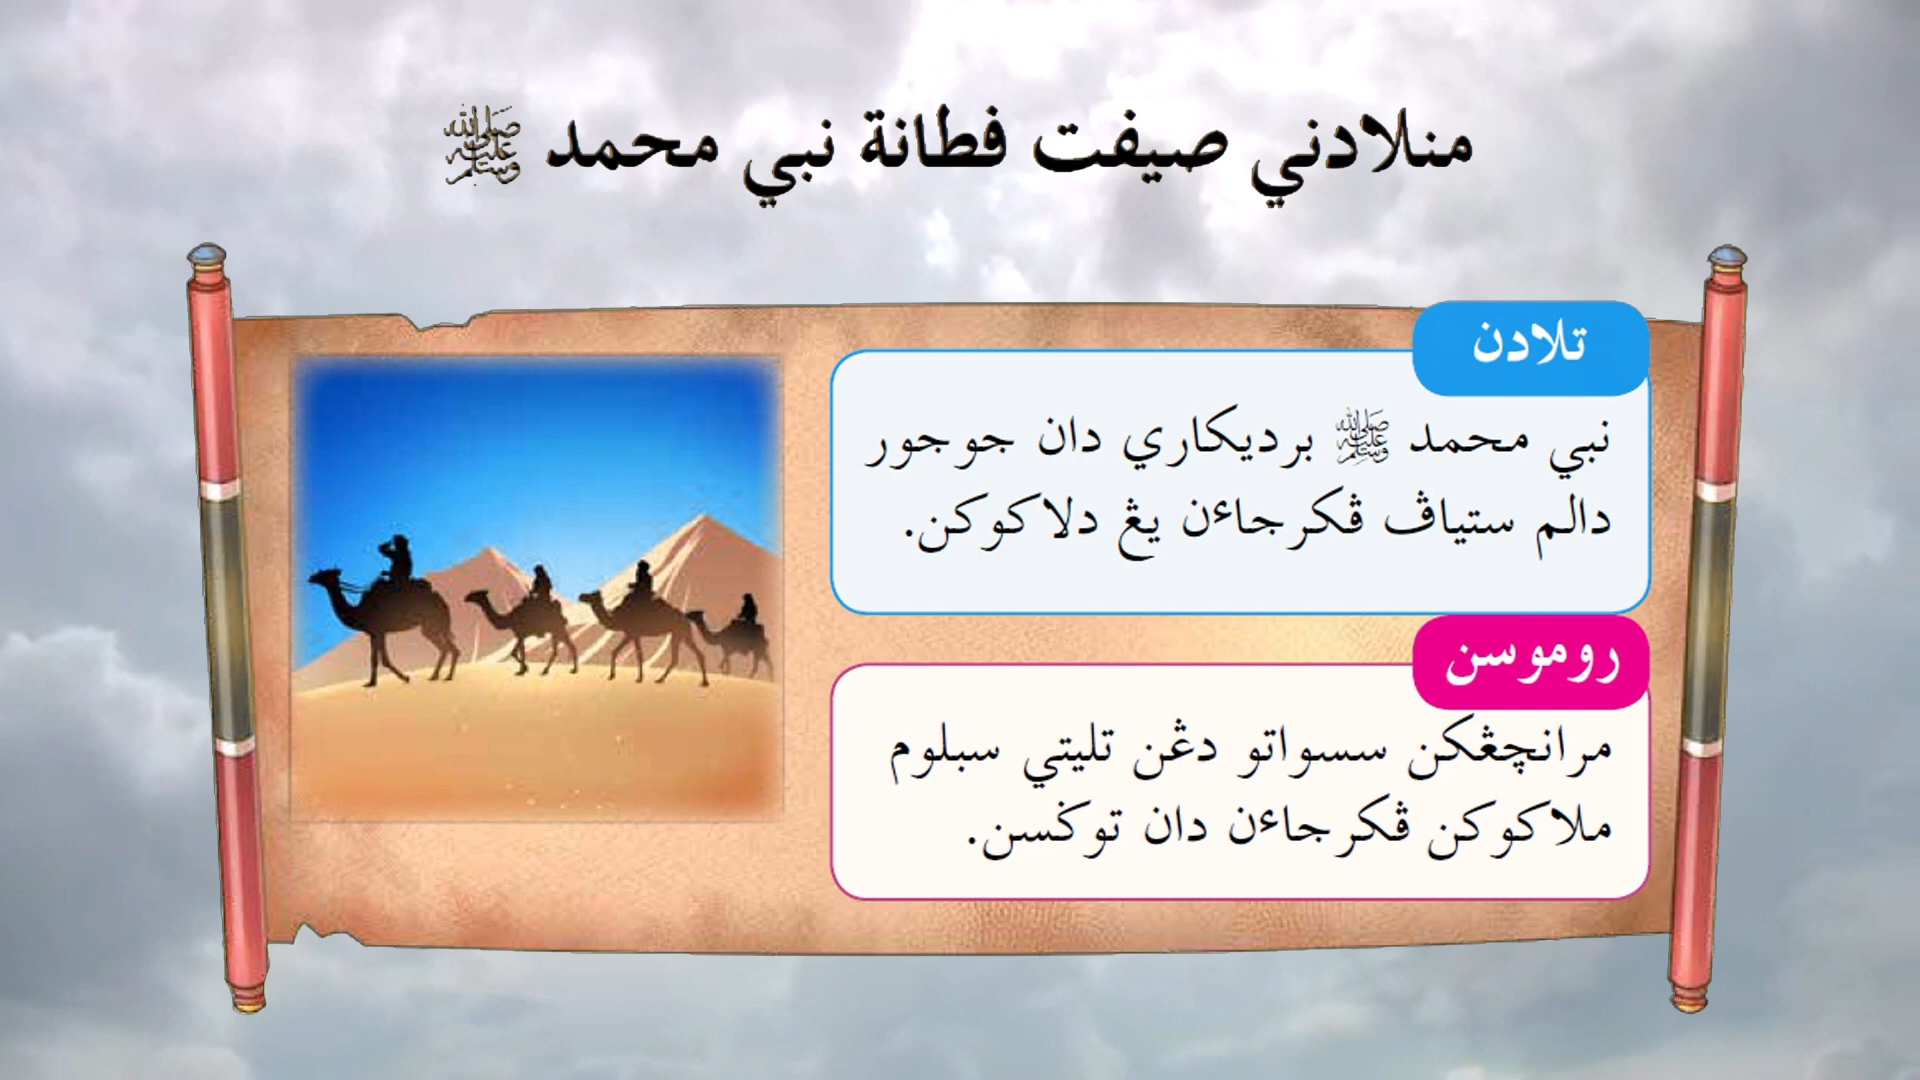 منلادني صيفت فطانة نبي محمد ﷺ
تلادن
نبي محمد ﷺ برديكاري دان جوجور
دالم ستياڤ ڤكرجاءن يڠ دلاكوكن.
روموسن
مرانچڠكن سسواتو دڠن تليتي سبلوم
ملاكوكن ڤكرجاءن دان توݢسن.